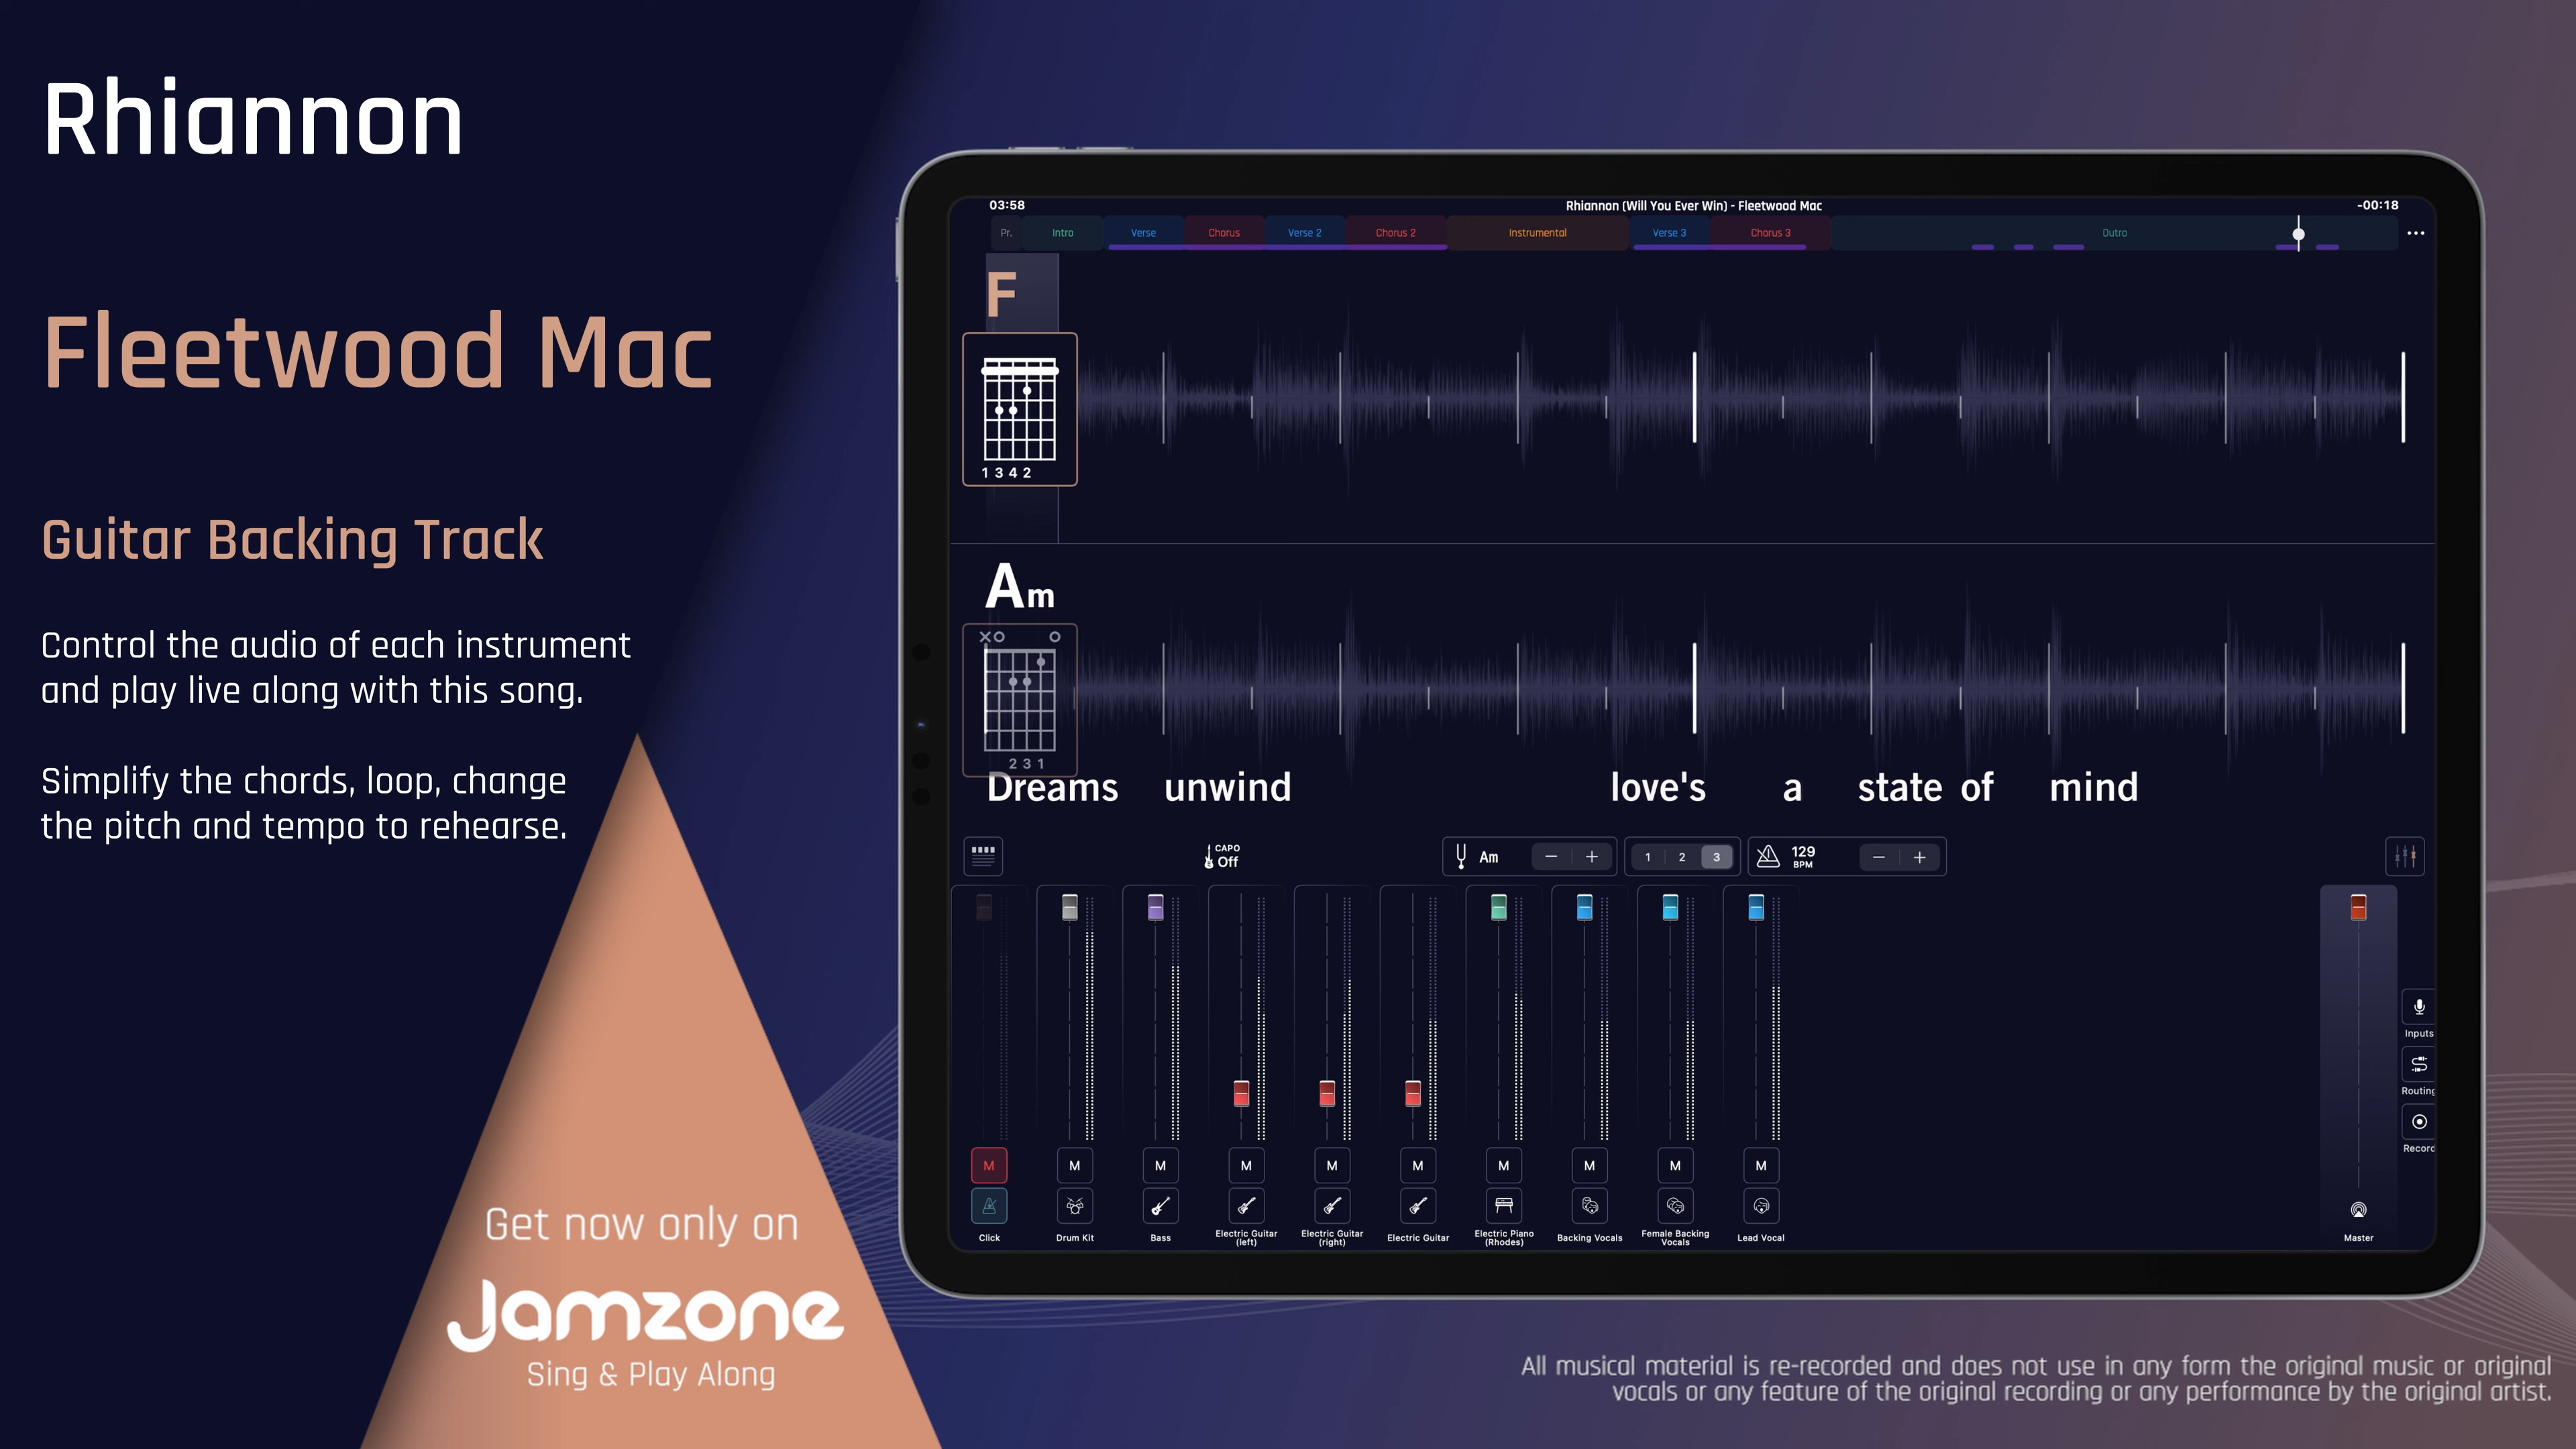 Rhiannon
Fleetwood Mac
Guitar Backing Track
Control the audio of each instrument
and play live along with this song.
Simplify the chords, loop, change
the pitch and tempo to rehearse.
Get now only on
Jamzone
Sing & Play Along
03:58
Rhiannon (Will You Ever Win) - Fleetwood Mac
-00:18
Pr. Intro Verse Chorus Verse 2 Chorus 2 Instrumental Verse 3 Chorus 3 Outro
F
1 3 4 2
Am
2 3 1
Dreams unwind love's a state of mind
CAPO
Off
Am − + 1 2 3 129 − +
BPM
M M M M M M M M M M
Click
Drum Kit
Bass
Electric Guitar
(left)
Electric Guitar
(right)
Electric Guitar
Electric Piano
(Rhodes)
Backing Vocals
Female Backing
Vocals
Lead Vocal
Master
Inputs
Routing
Record
All musical material is re-recorded and does not use in any form the original music or original
vocals or any feature of the original recording or any performance by the original artist.